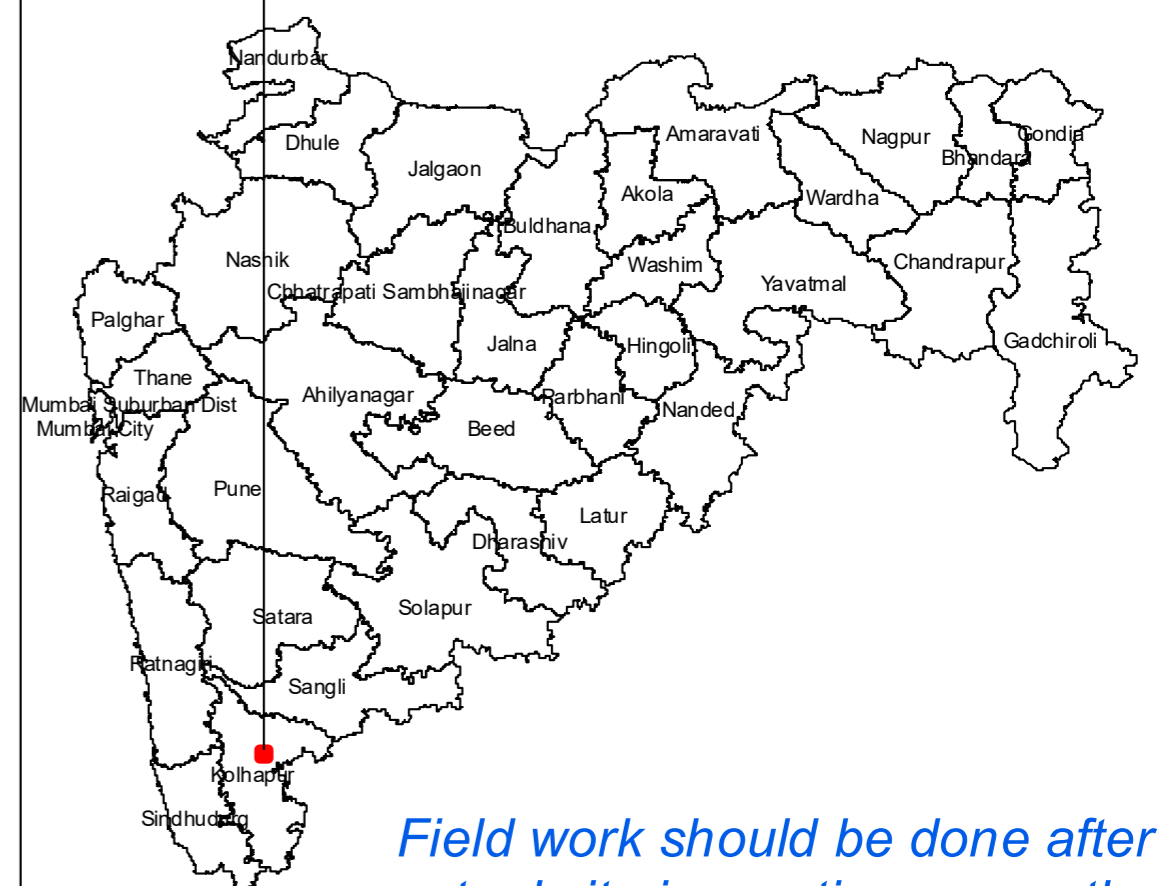 Nandurbar
Dhule
Jalgaon
Amaravati
Nagpur
Gondia
Bhandara
Akola
Wardha
Buldhana
Nashik
Washim
Chandrapur
Yavatmal
Chhatrapati Sambhajinagar
Palghar
Jalna
Hingoli
Gadchiroli
Thane
Ahilyanagar
Parbhani
Mumbai Suburban Dist
Nanded
Mumbai City
Beed
Raigad
Pune
Latur
Dharashiv
Solapur
Satara
Ratnagiri
Sangli
Kolhapur
Sindhudurg
Field work should be done after